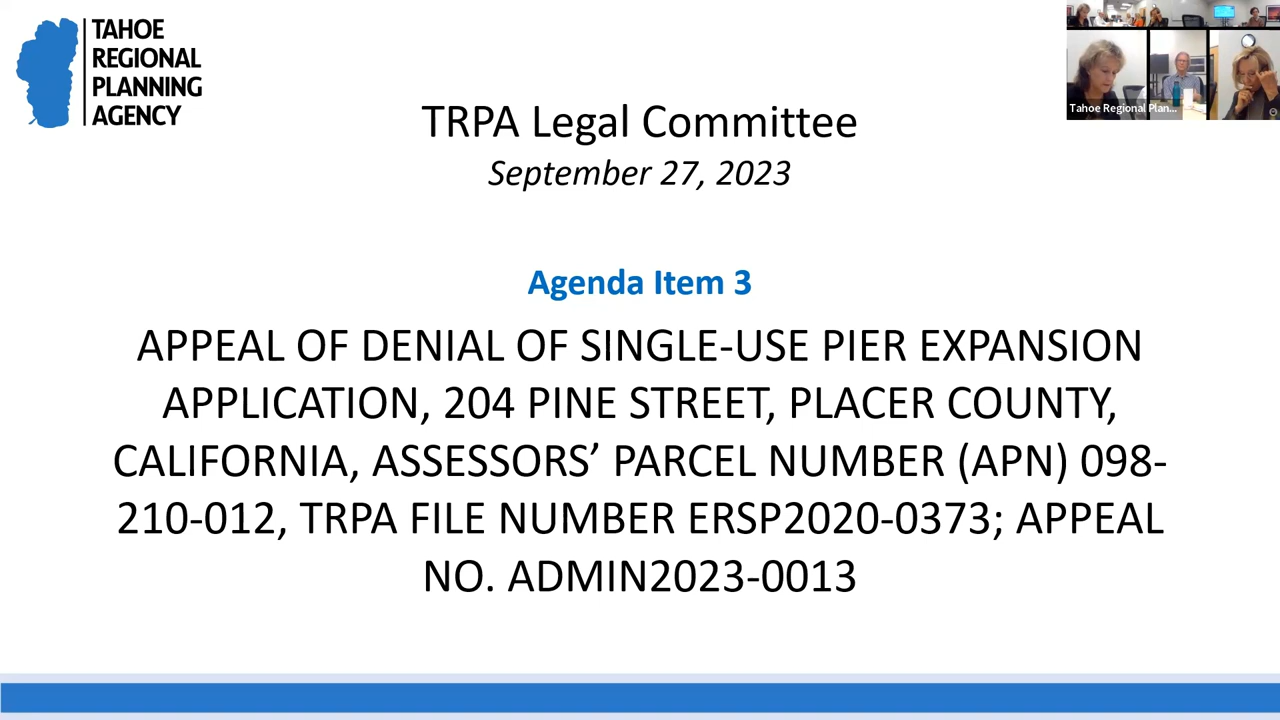 TAHOE
REGIONAL
PLANNING
AGENCY
Tahoe Regional Plan...
TRPA Legal Committee
September 27, 2023
Agenda Item 3
APPEAL OF DENIAL OF SINGLE-USE PIER EXPANSION
APPLICATION, 204 PINE STREET, PLACER COUNTY,
CALIFORNIA, ASSESSORS’ PARCEL NUMBER (APN) 098-
210-012, TRPA FILE NUMBER ERSP2020-0373; APPEAL
NO. ADMIN2023-0013